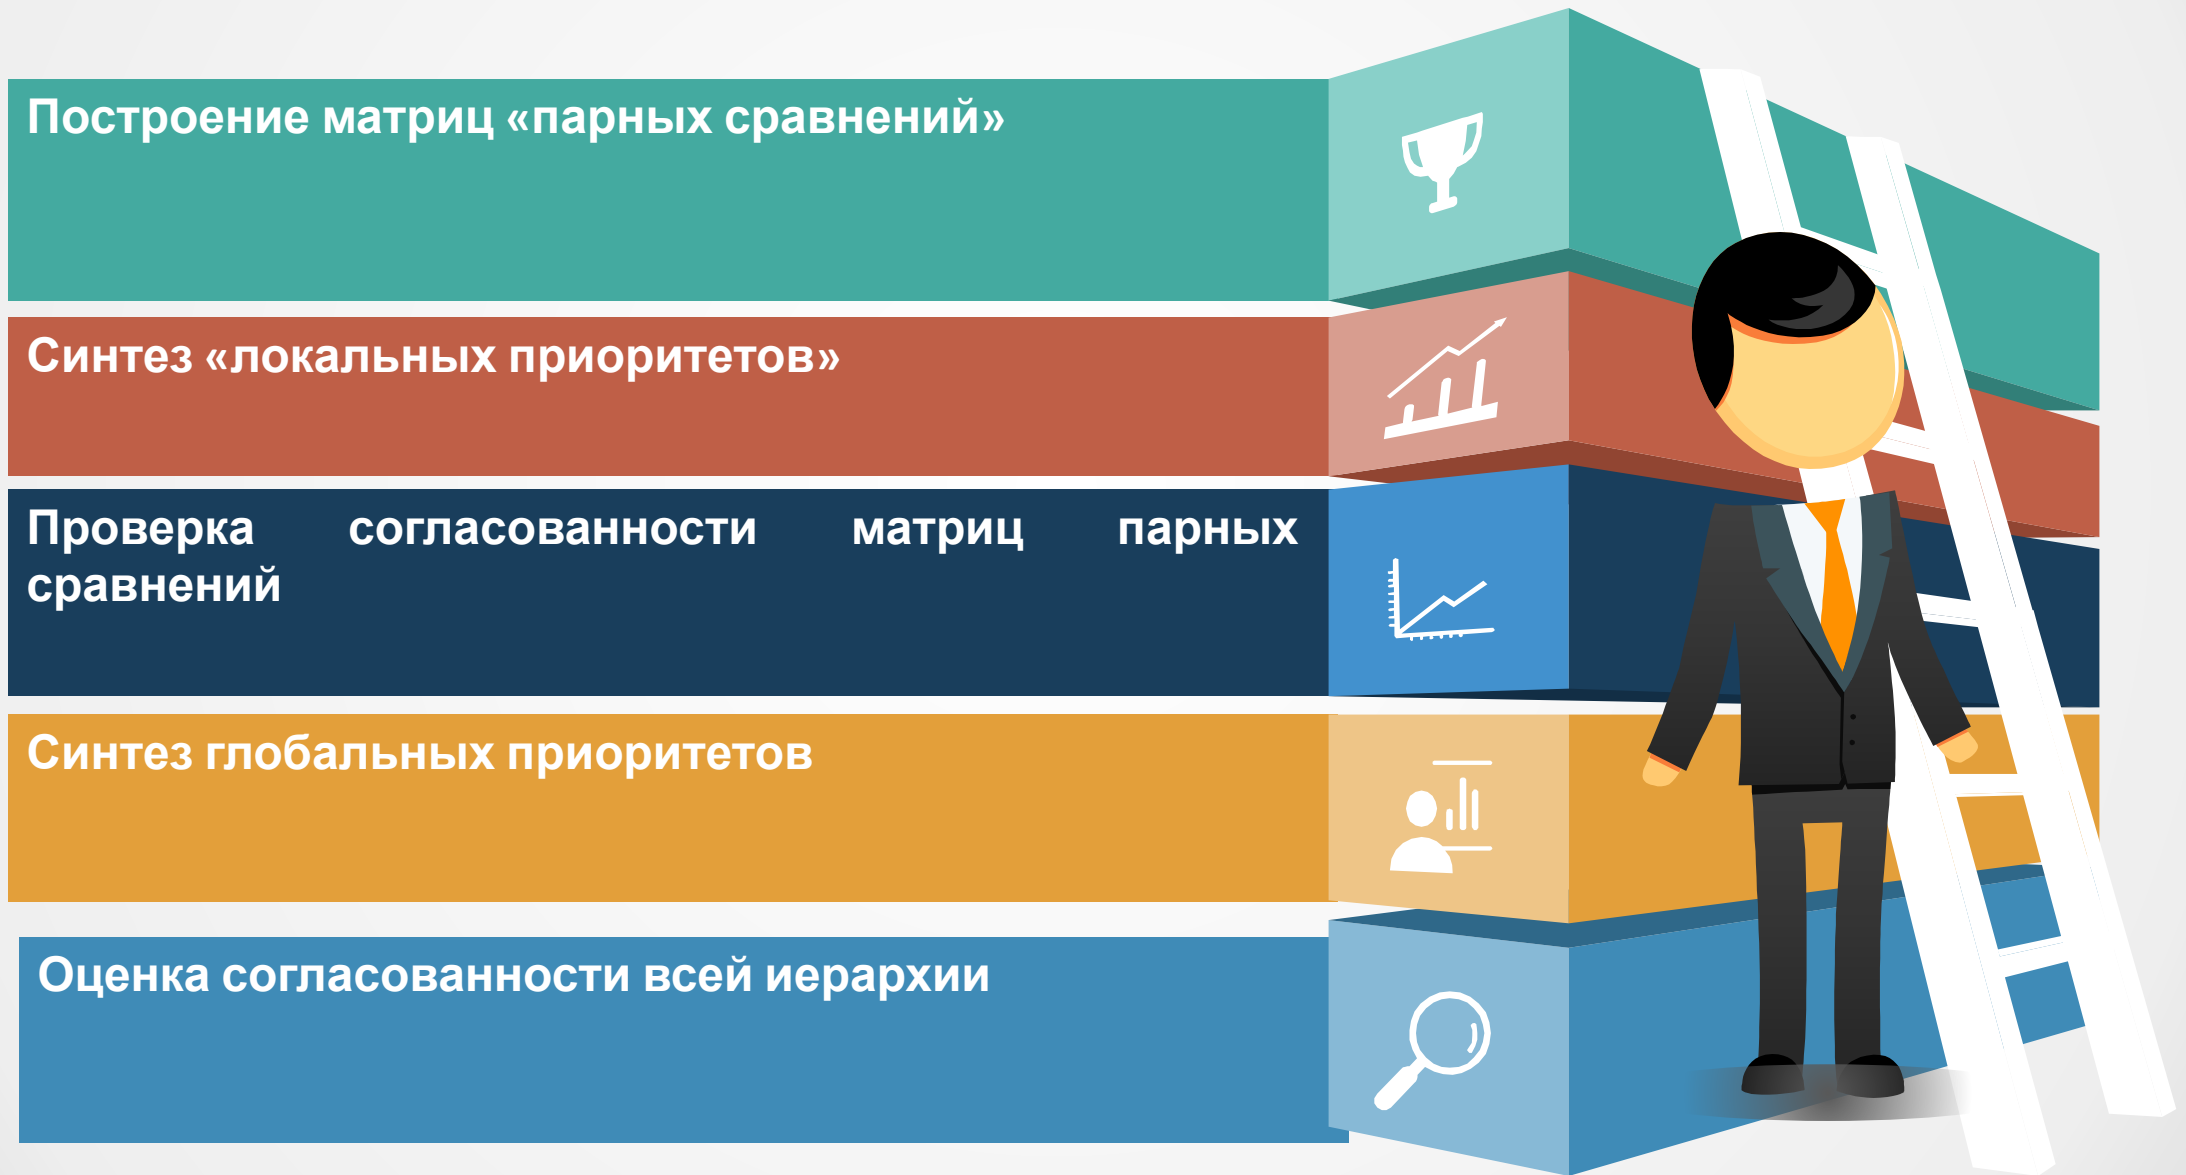 Построение матриц «парных сравнений»
Синтез «локальных приоритетов»
Проверка согласованности матриц парных
сравнений
Синтез глобальных приоритетов
Оценка согласованности всей иерархии